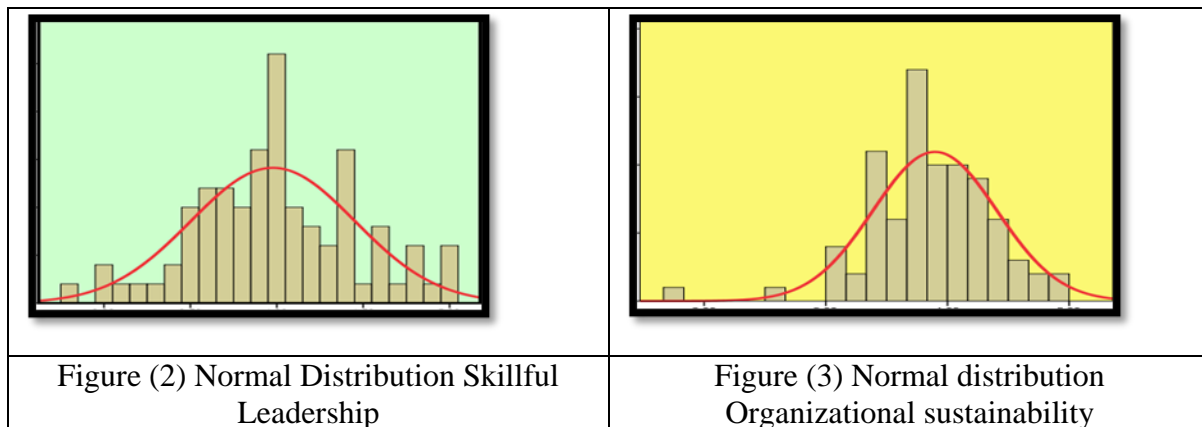 Figure (2) Normal Distribution Skillful
Leadership
Figure (3) Normal distribution
Organizational sustainability